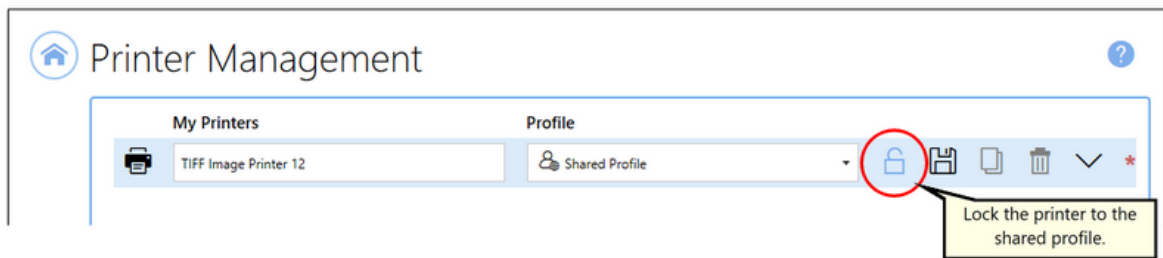 Printer Management
?
My Printers
Profile
TIFF Image Printer 12
Shared Profile
*
Lock the printer to the
shared profile.